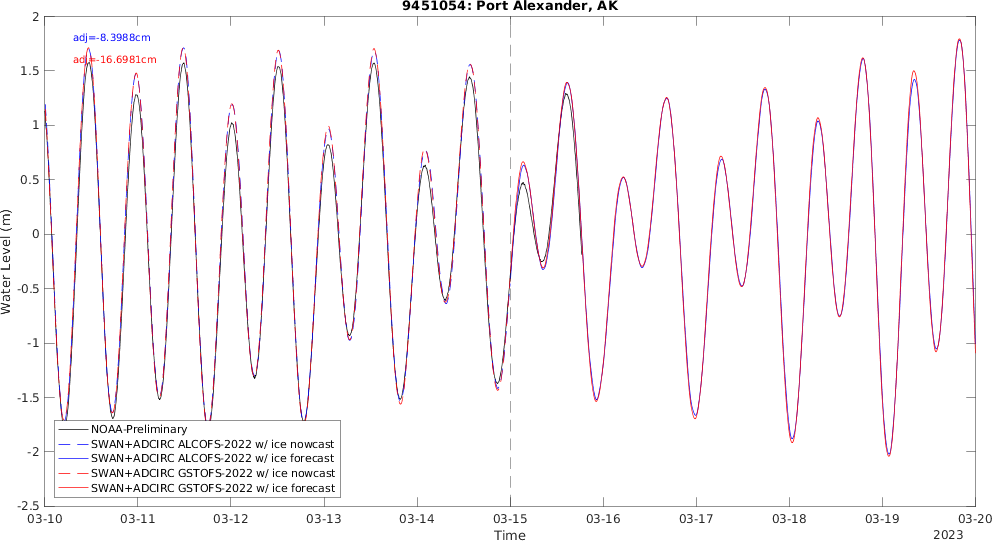 9451054: Port Alexander, AK
adj=-8.3988cm
adj=-16.6981cm
2
1.5
1
0.5
0
-0.5
-1
-1.5
-2
-2.5
Water Level (m)
NOAA-Preliminary
SWAN+ADCIRC ALCOFS-2022 w/ ice nowcast
SWAN+ADCIRC ALCOFS-2022 w/ ice forecast
SWAN+ADCIRC GSTOFS-2022 w/ ice nowcast
SWAN+ADCIRC GSTOFS-2022 w/ ice forecast
03-10 03-11 03-12 03-13 03-14 03-15 03-16 03-17 03-18 03-19 03-20
Time
2023